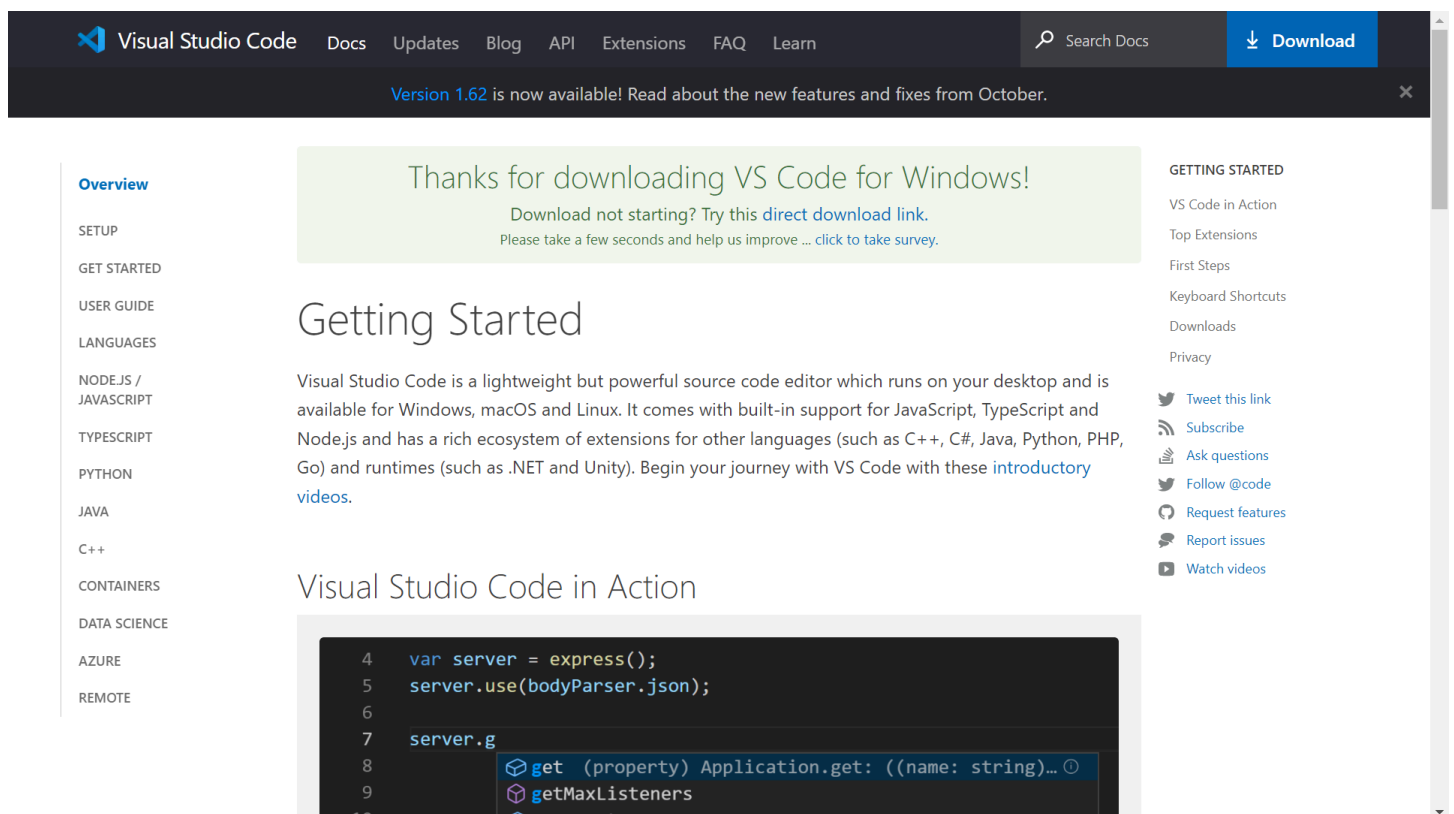 Visual Studio Code Docs Updates Blog API Extensions FAQ Learn Search Docs Download
Version 1.62 is now available! Read about the new features and fixes from October.
Overview
SETUP
GET STARTED
USER GUIDE
LANGUAGES
NODE.JS /
JAVASCRIPT
TYPESCRIPT
PYTHON
JAVA
C++
CONTAINERS
DATA SCIENCE
AZURE
REMOTE
Thanks for downloading VS Code for Windows!
Download not starting? Try this direct download link.
Please take a few seconds and help us improve ... click to take survey.
Getting Started
Visual Studio Code is a lightweight but powerful source code editor which runs on your desktop and is
available for Windows, macOS and Linux. It comes with built-in support for JavaScript, TypeScript and
Node.js and has a rich ecosystem of extensions for other languages (such as C++, C#, Java, Python, PHP,
Go) and runtimes (such as .NET and Unity). Begin your journey with VS Code with these introductory
videos.
Visual Studio Code in Action
4 var server = express();
5 server.use(bodyParser.json);
6
7 server.g
8 get (property) Application.get: ((name: string)…
9 getMaxListeners
GETTING STARTED
VS Code in Action
Top Extensions
First Steps
Keyboard Shortcuts
Downloads
Privacy
Tweet this link
Subscribe
Ask questions
Follow @code
Request features
Report issues
Watch videos